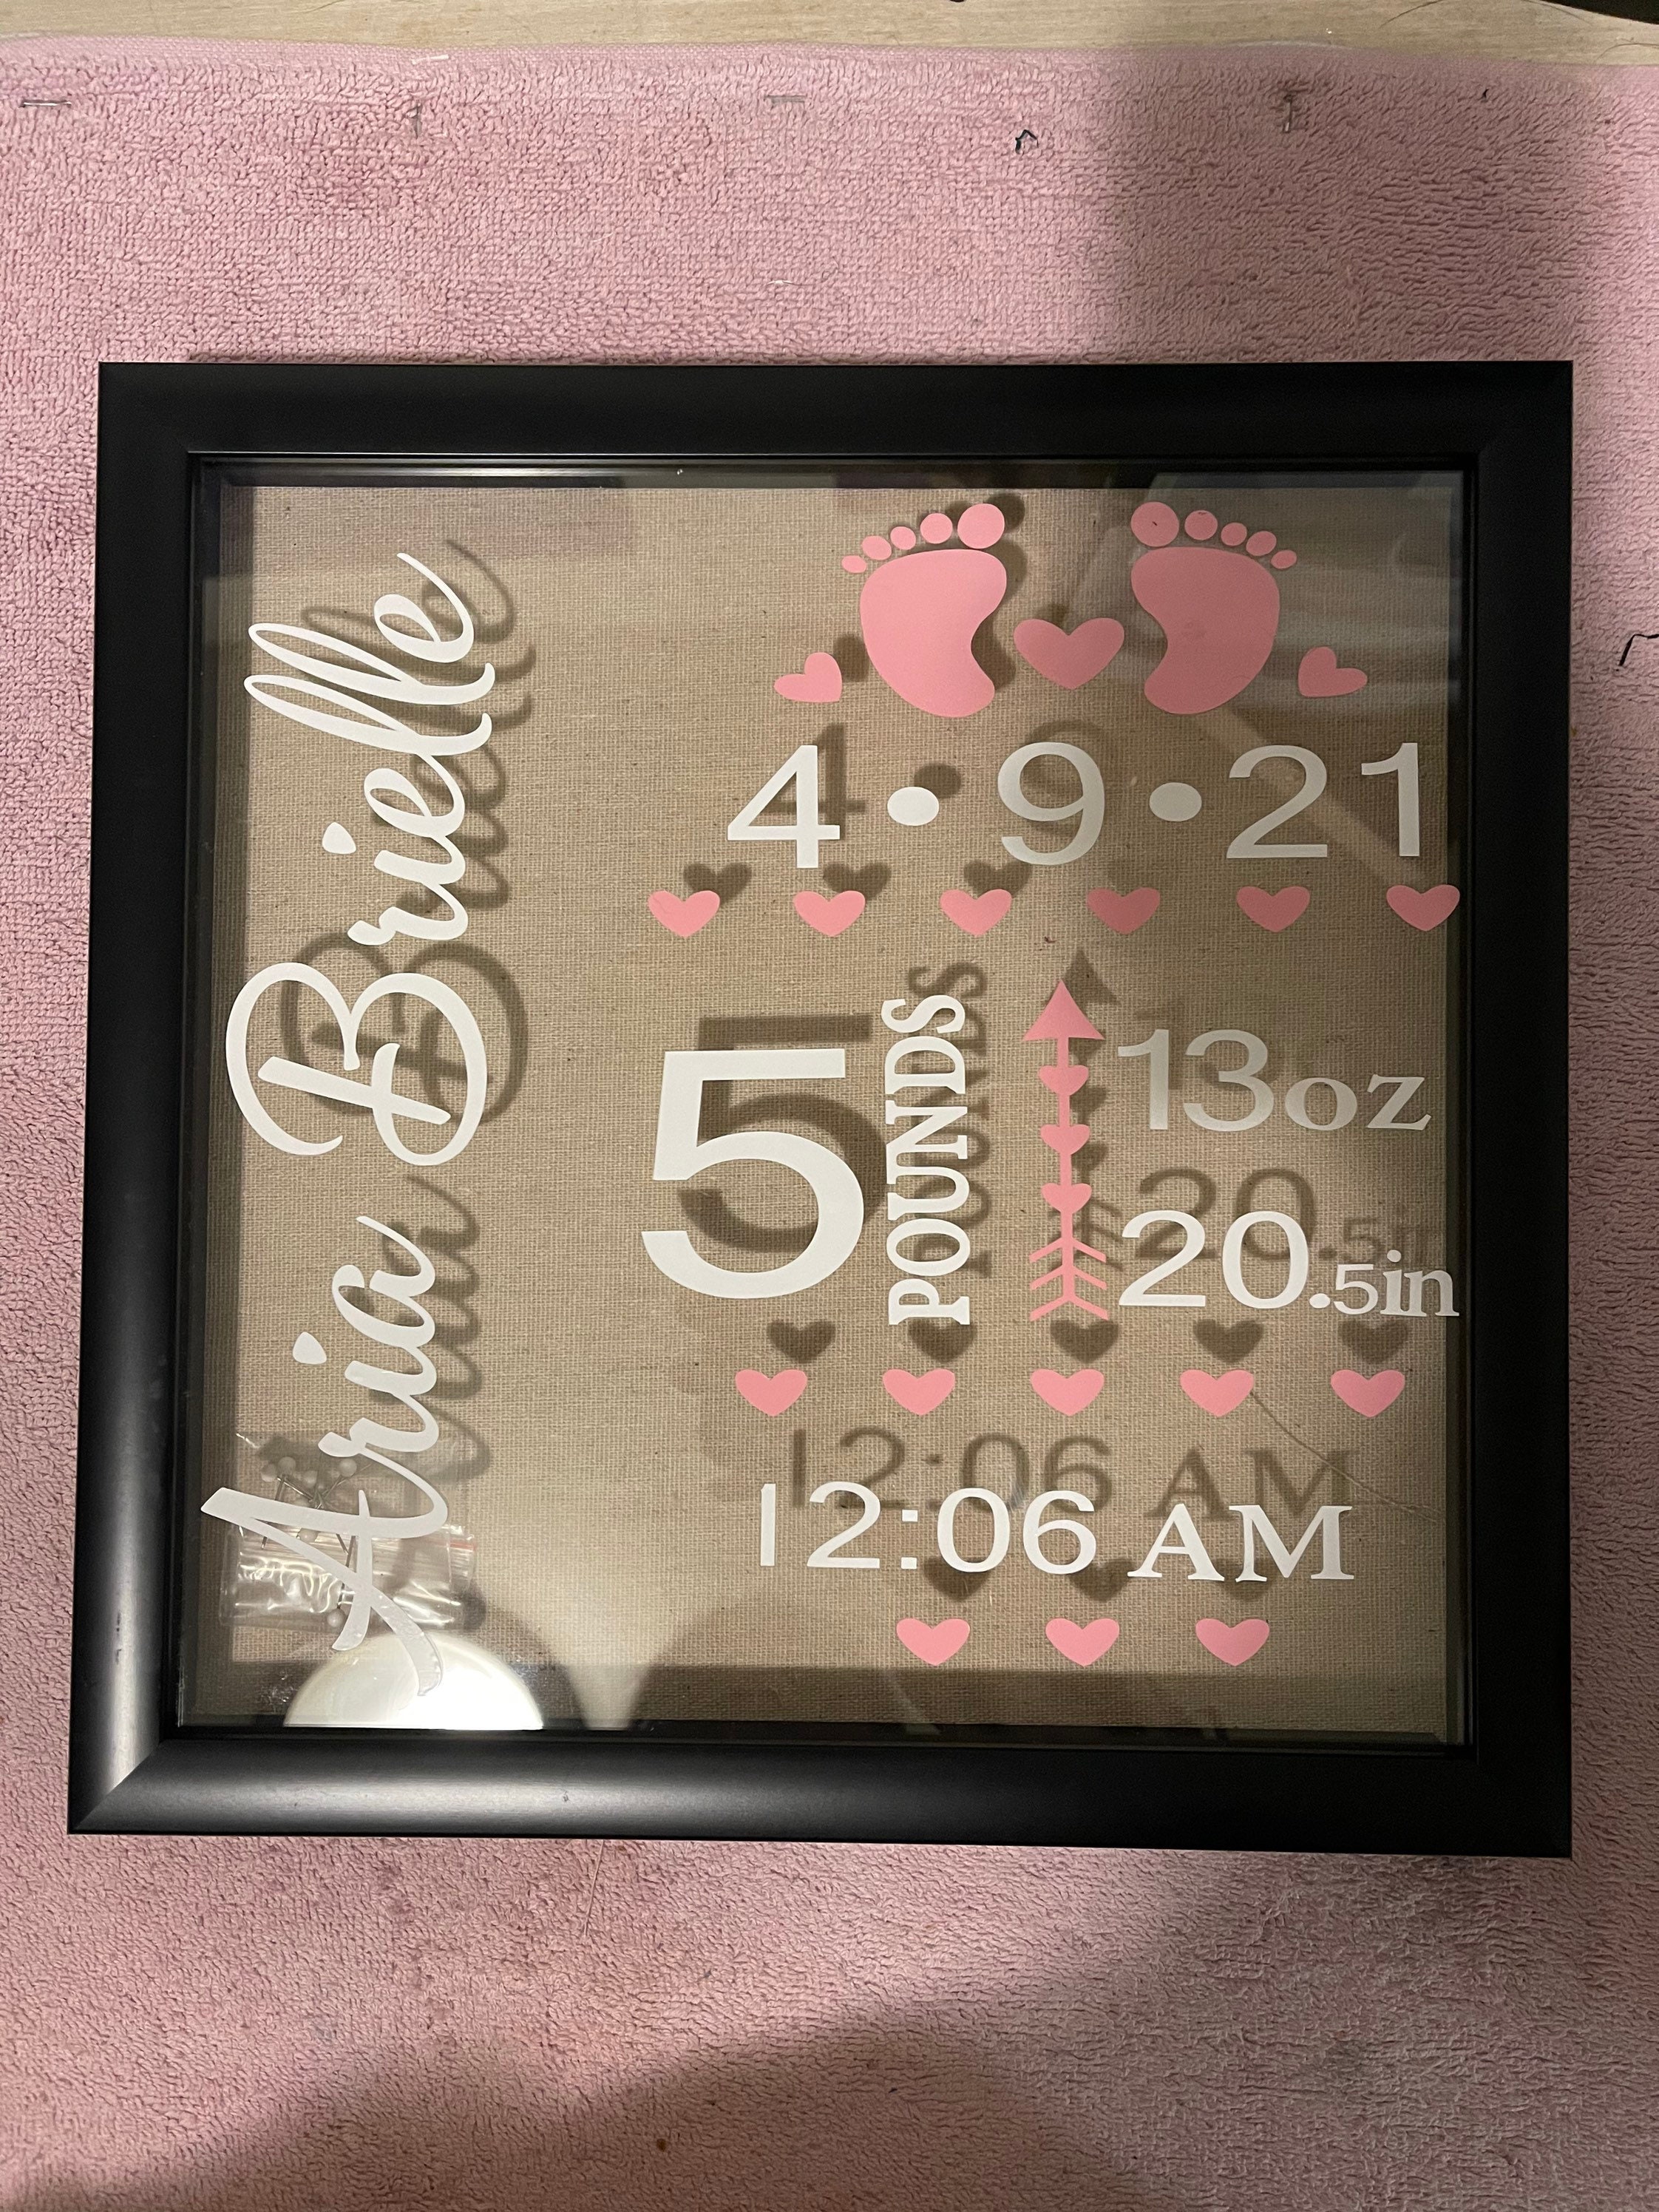 Aria Brielle
4•9•21
5
POUNDS
13oz
20.5in
12:06 AM